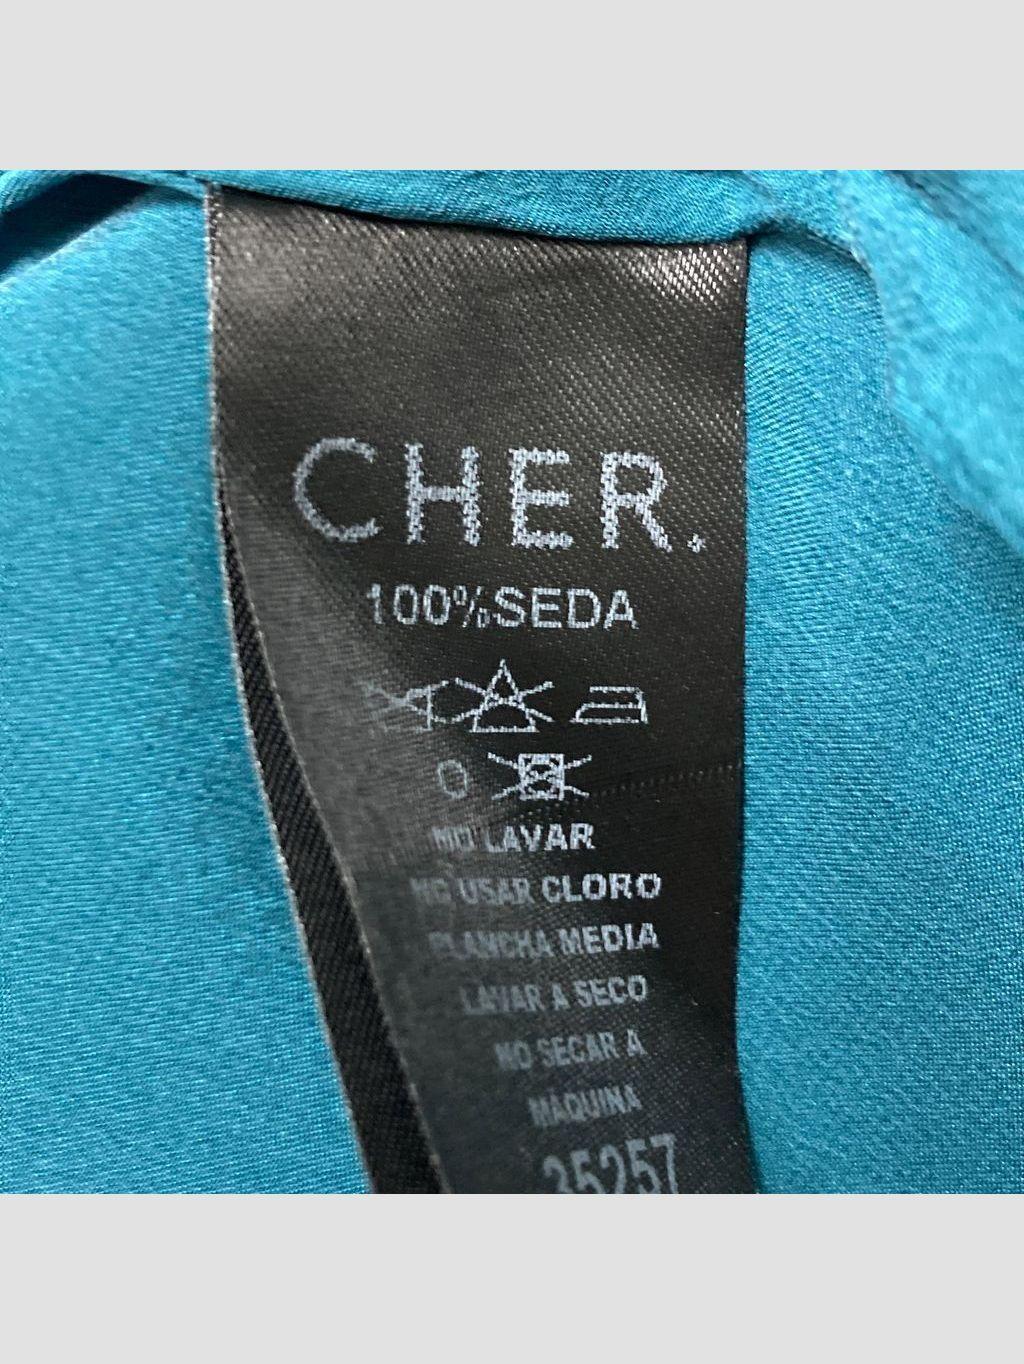 CHER.
100%SEDA
NO LAVAR
NO USAR CLORO
PLANCHA MEDIA
LAVAR A SECO
NO SECAR A
MAQUINA
35257